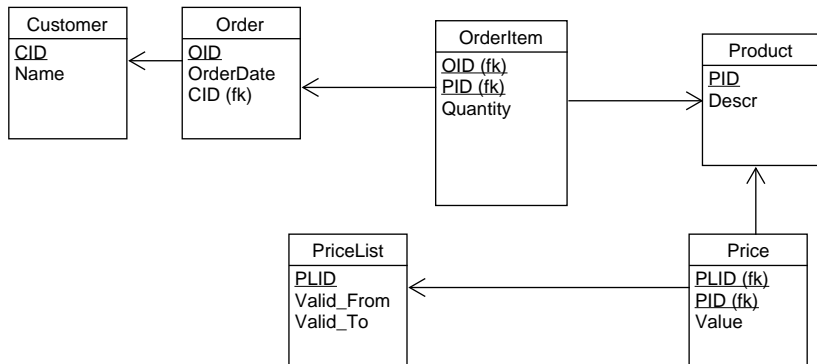 Customer
CID
Name
Order
OID
OrderDate
CID (fk)
OrderItem
OID (fk)
PID (fk)
Quantity
Product
PID
Descr
PriceList
PLID
Valid_From
Valid_To
Price
PLID (fk)
PID (fk)
Value